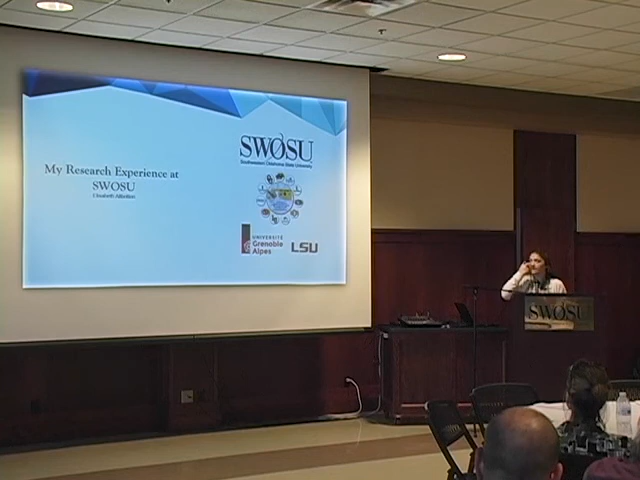 My Research Experience at
SWOSU
SWOSU
Southwestern Oklahoma State University
UNIVERSITÉ
Grenoble
Alpes
LSU
SWOSU